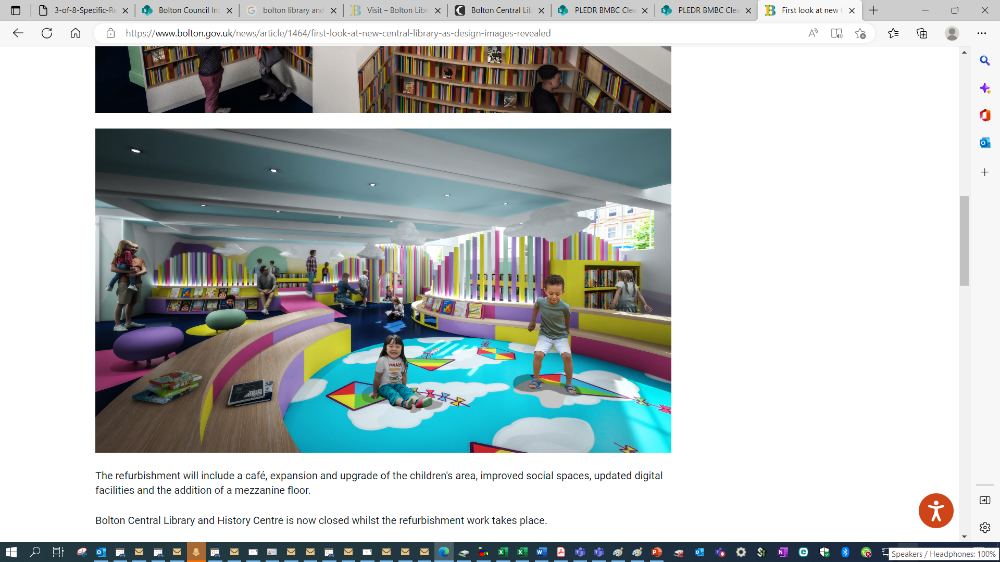 3-of-8-Specific-Re
Bolton Council Int
bolton library and
Visit – Bolton Libr
Bolton Central Lib
PLEDR BMBC Clea
PLEDR BMBC Clea
First look at new C
https://www.bolton.gov.uk/news/article/1464/first-look-at-new-central-library-as-design-images-revealed
Vio
lets
HAPPY
The refurbishment will include a café, expansion and upgrade of the children's area, improved social spaces, updated digital
facilities and the addition of a mezzanine floor.
Bolton Central Library and History Centre is now closed whilst the refurbishment work takes place.
Speakers / Headphones: 100%